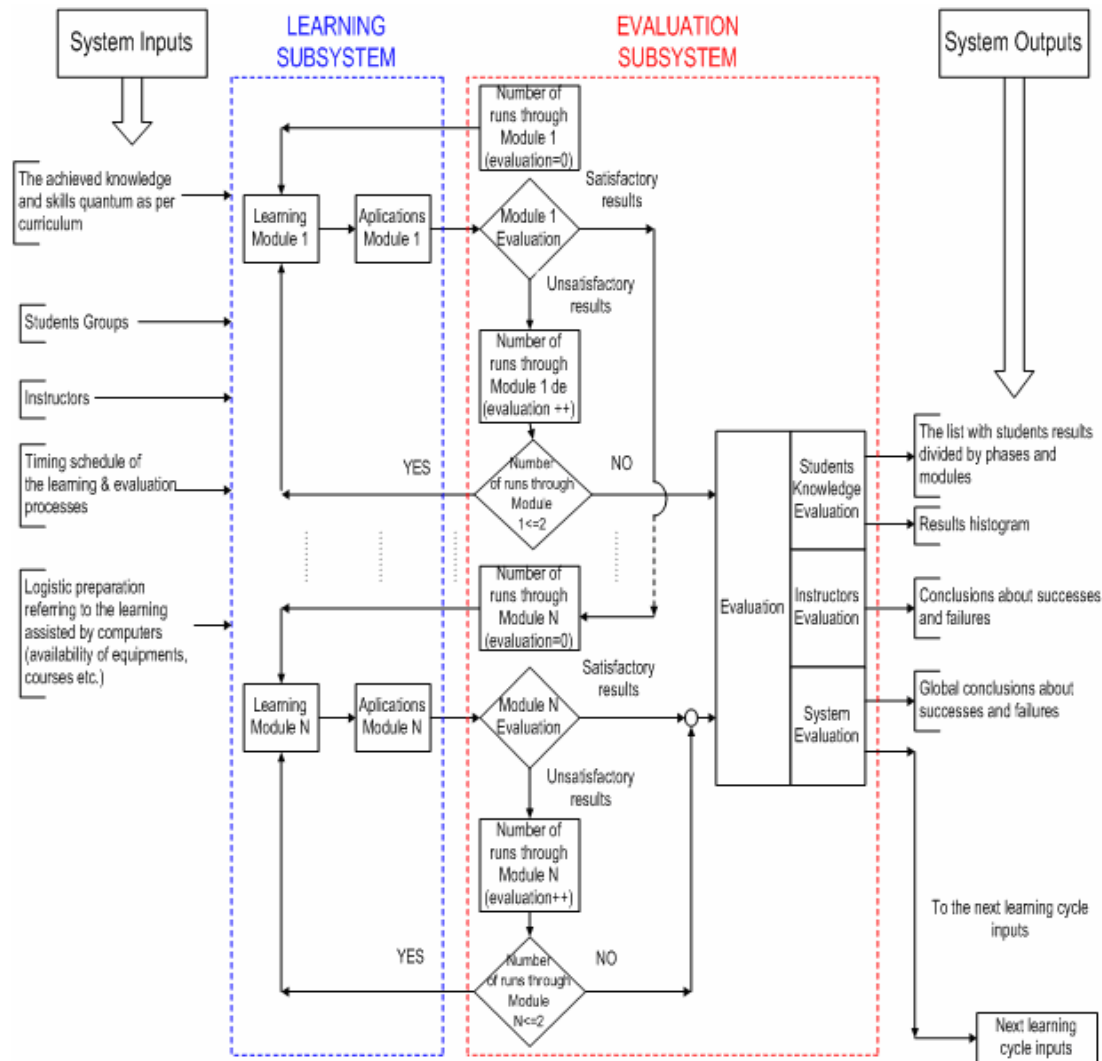 System Inputs
LEARNING
SUBSYSTEM
EVALUATION
SUBSYSTEM
System Outputs
The achieved knowledge
and skills quantum as per
curriculum
Students Groups
Instructors
Timing schedule of
the learning & evaluation
processes
Logistic preparation
referring to the learning
assisted by computers
(availability of equipments,
courses etc.)
Number of
runs through
Module 1
(evaluation=0)
Learning
Module 1
Aplications
Module 1
Module 1
Evaluation
Satisfactory
results
Unsatisfactory
results
Number of
runs through
Module 1 de
(evaluation ++)
Number
of runs through
Module
1<=2
YES
NO
Number of
runs through
Module N
(evaluation=0)
Learning
Module N
Aplications
Module N
Module N
Evaluation
Satisfactory
results
Unsatisfactory
results
Number of
runs through
Module N
(evaluation++)
Number
of runs through
Module
N<=2
YES
NO
Evaluation
Students
Knowledge
Evaluation
Instructors
Evaluation
System
Evaluation
The list with students results
divided by phases and
modules
Results histogram
Conclusions about successes
and failures
Global conclusions about
successes and failures
To the next learning cycle
inputs
Next learning
cycle inputs